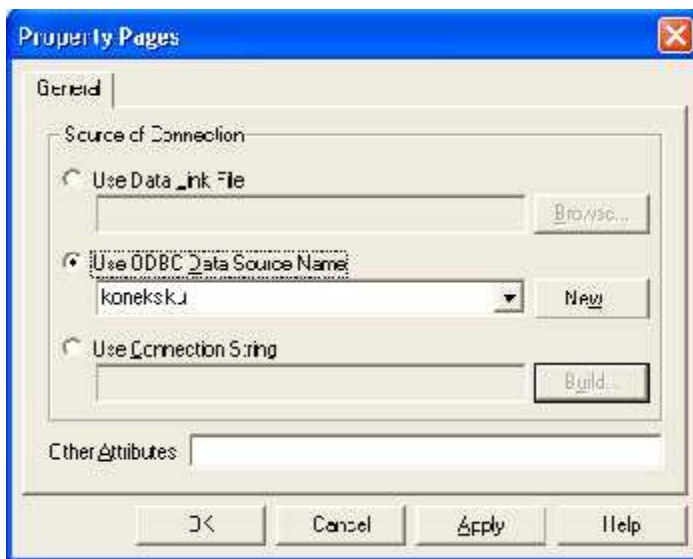 Property Pages
General
Source of Connection
Use Data Link File
Browse...
Use ODBC Data Source Name
koneksiku
New
Use Connection String
Build...
Other Attributes
OK
Cancel
Apply
Help